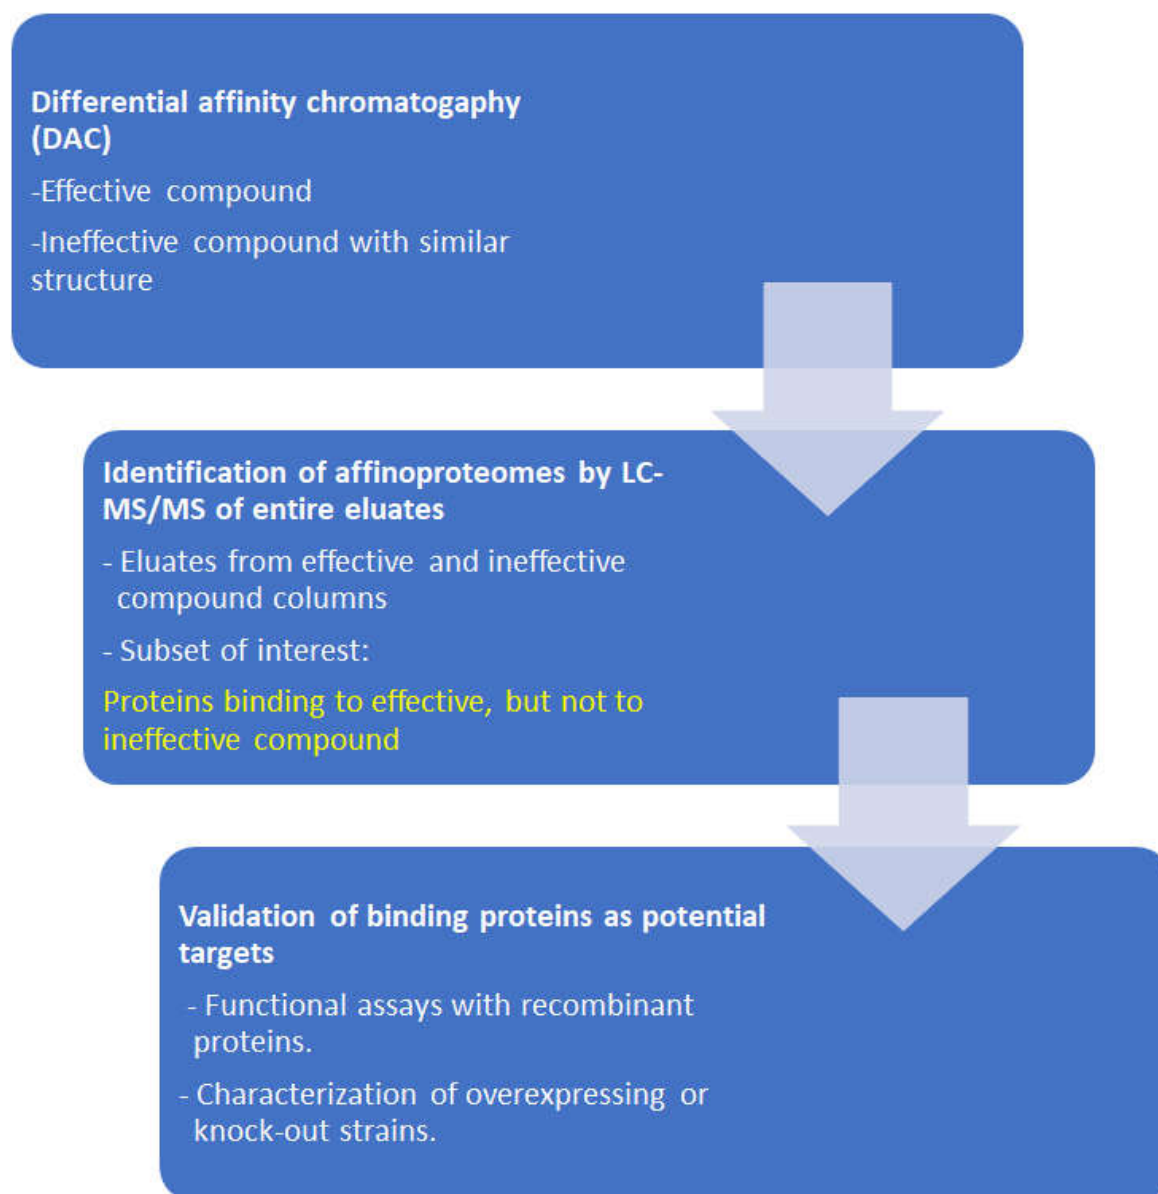 Differential affinity chromatogaphy
(DAC)
-Effective compound
-Ineffective compound with similar
structure
Identification of affinoproteomes by LC-
MS/MS of entire eluates
- Eluates from effective and ineffective
compound columns
- Subset of interest:
Proteins binding to effective, but not to
ineffective compound
Validation of binding proteins as potential
targets
- Functional assays with recombinant
proteins.
- Characterization of overexpressing or
knock-out strains.